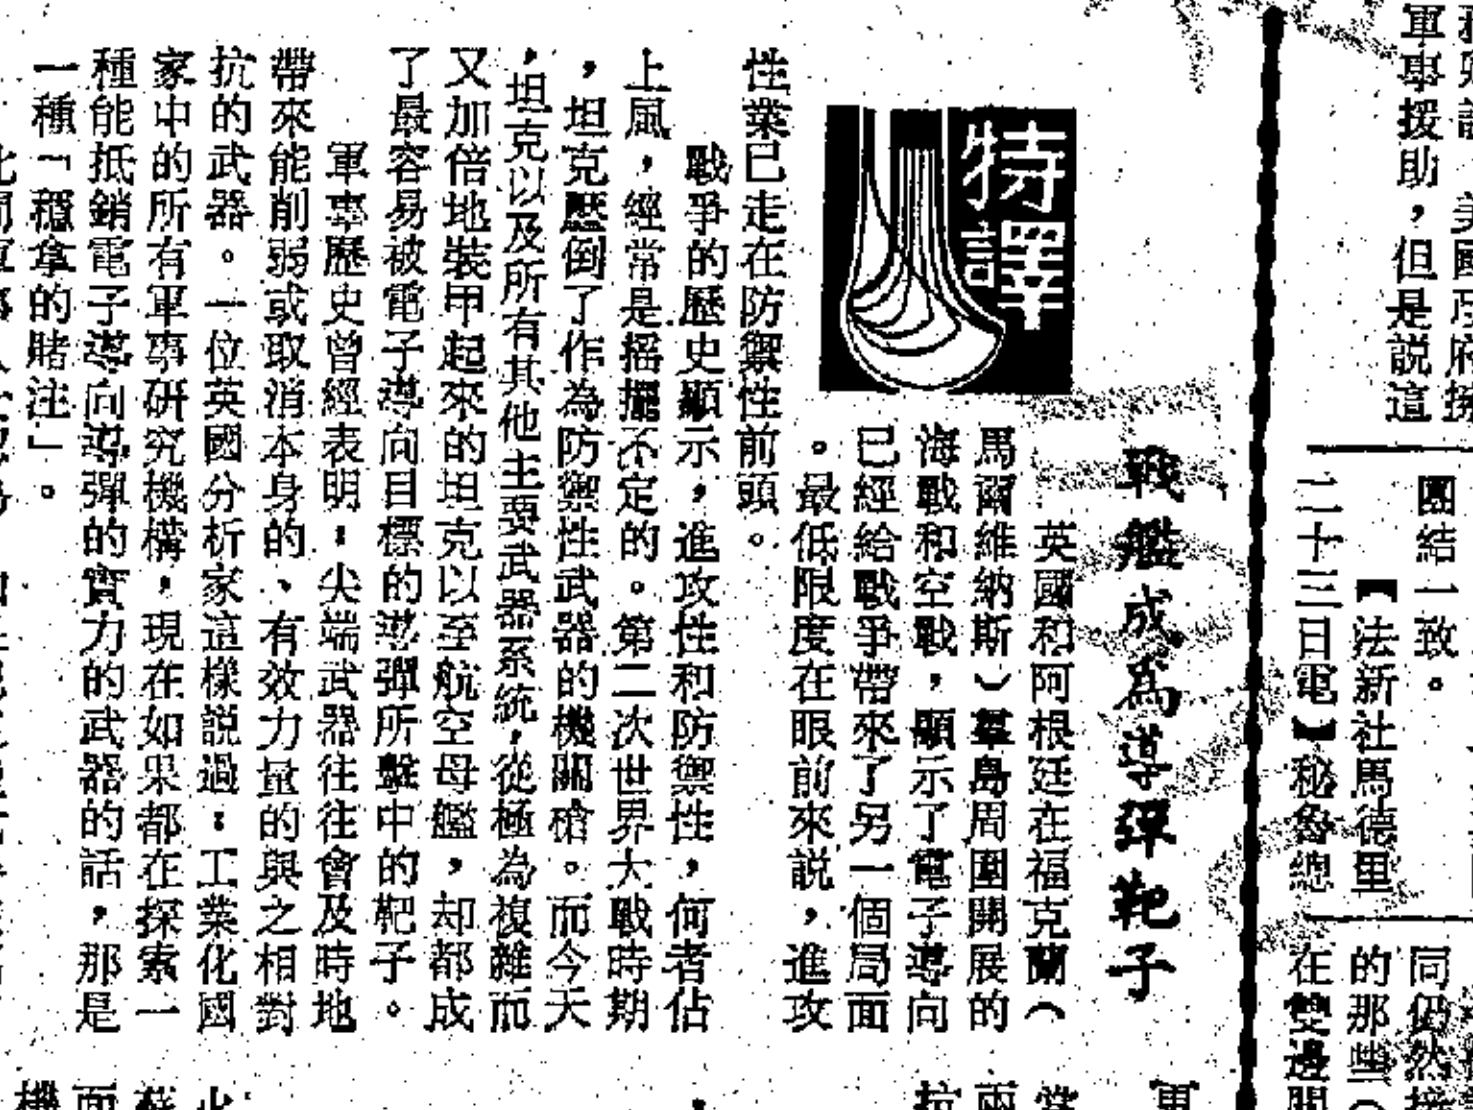 軍事援助，但是説這
團結一致。
【法新社馬德里
二十三日電】秘魯總
同仍然
的那些（
在雙邊
特譯
戰艦成爲導彈靶子
英國和阿根廷在福克蘭（
馬爾維納斯）羣島周圍開展的
海戰和空戰，顯示了電子導向
已經給戰爭帶來了另一個局面
。最低限度在眼前來説，進攻
性業已走在防禦性前頭。
戰爭的歷史顯示，進攻性和防禦性，何者佔
上風，經常是摇擺不定的。第二次世界大戰時期
，坦克壓倒了作為防禦性武器的機關槍。而今天
，坦克以及所有其他主要武器系統，從極為複雜而
又加倍地裝甲起來的坦克以至航空母艦，却都成
了最容易被電子導向目標的導彈所擊中的靶子。
軍事歷史曾經表明：尖端武器往往會及時地
帶來能削弱或取消本身的、有效力量的與之相對
抗的武器。一位英國分析家這樣説過：工業化國
家中的所有軍事研究機構，現在如果都在探索一
種能抵銷電子導向導彈的實力的武器的話，那是
一種「穩拿的賭注」。